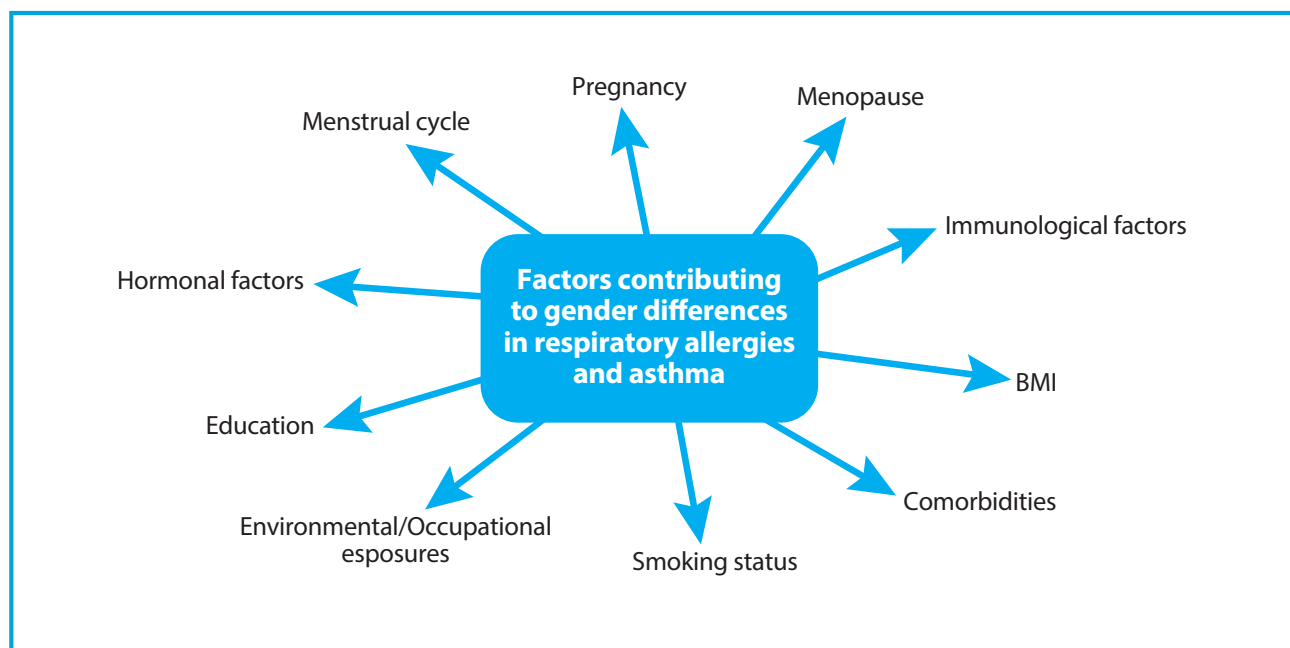 Pregnancy
Menopause
Menstrual cycle
Immunological factors
Hormonal factors
Factors contributing
to gender differences
in respiratory allergies
and asthma
BMI
Education
Comorbidities
Environmental/Occupational
esposures
Smoking status